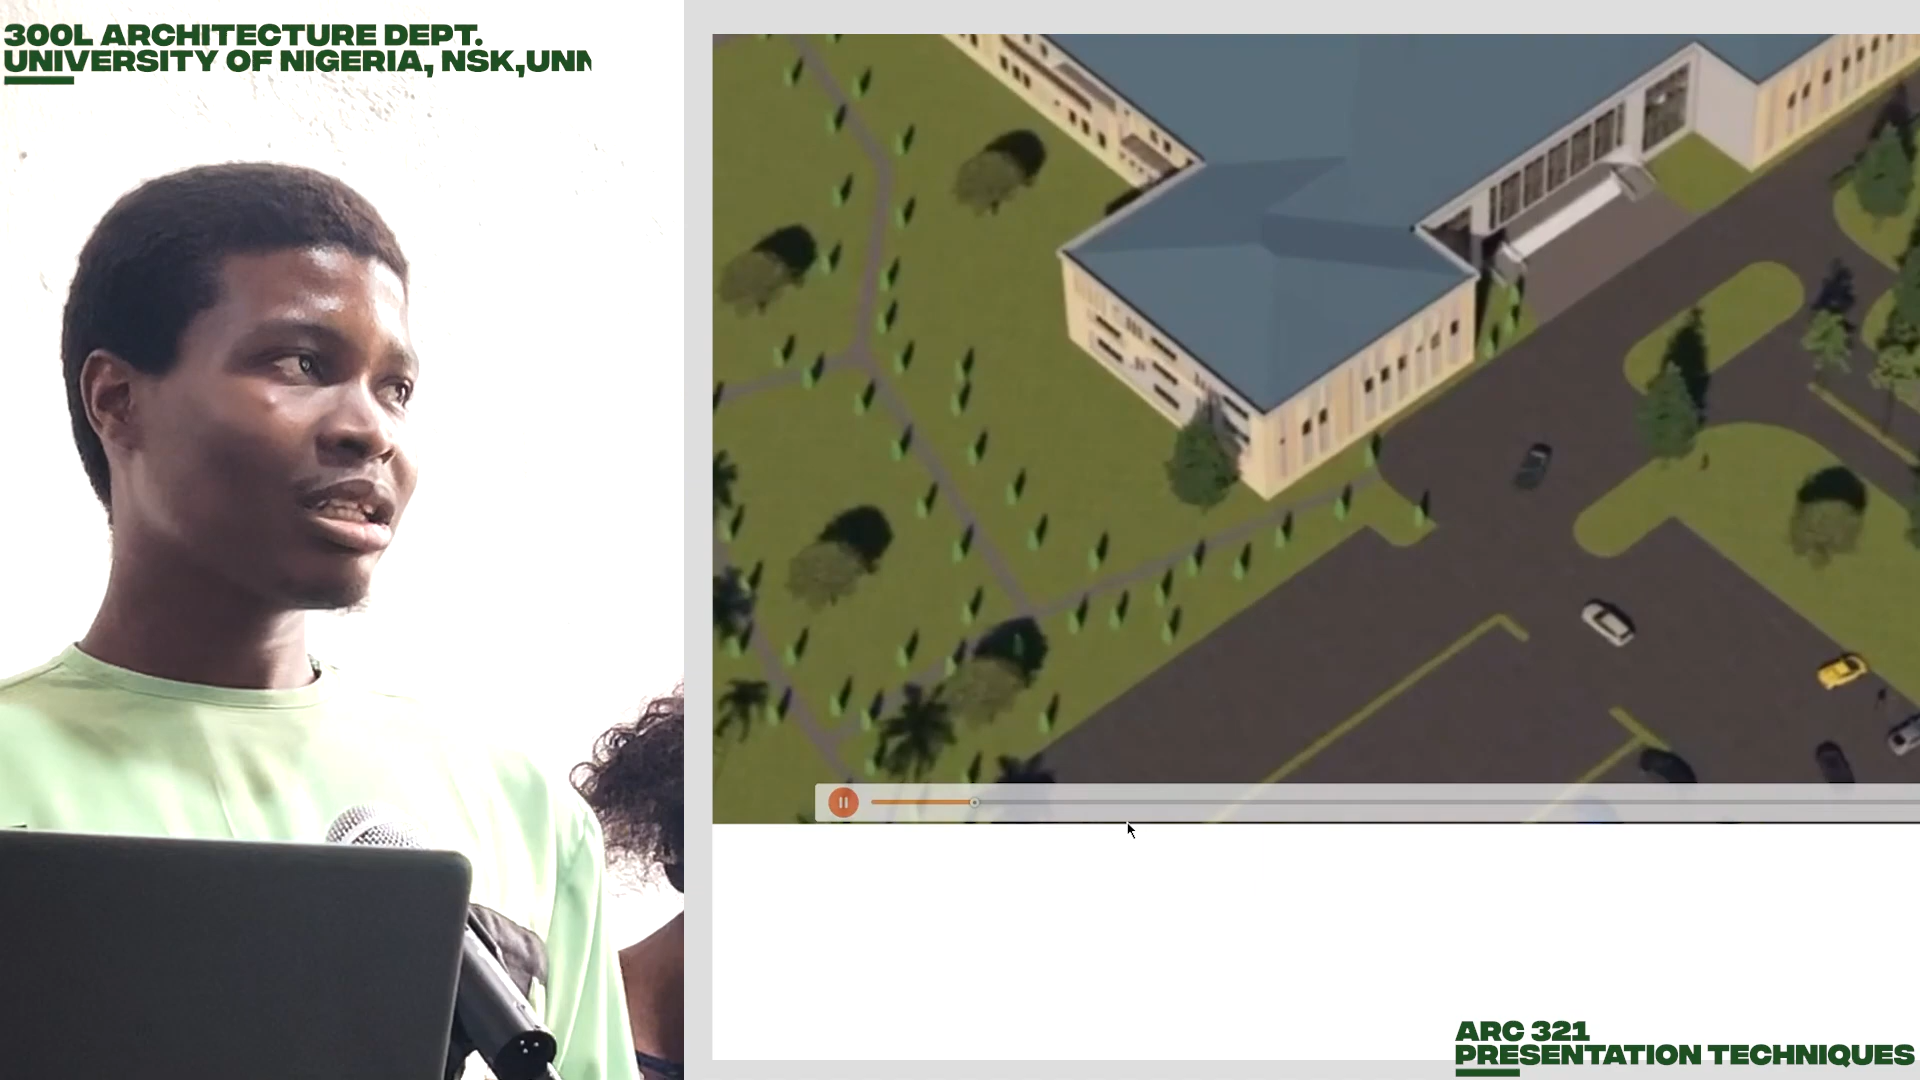 300L ARCHITECTURE DEPT.
UNIVERSITY OF NIGERIA, NSK,UNN
ARC 321
PRESENTATION TECHNIQUES